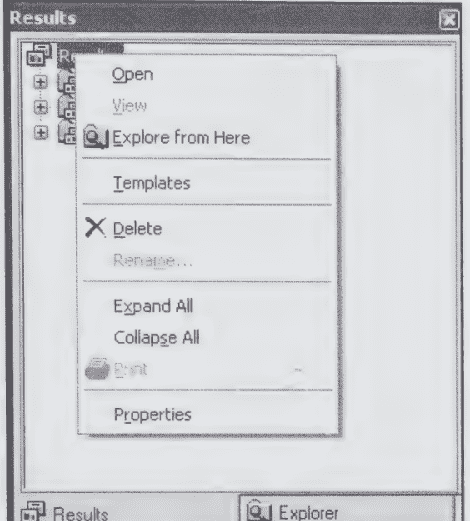 Results
Open
View
Explore from Here
Templates
Delete
Rename...
Expand All
Collapse All
Print
Properties
Results
Explorer